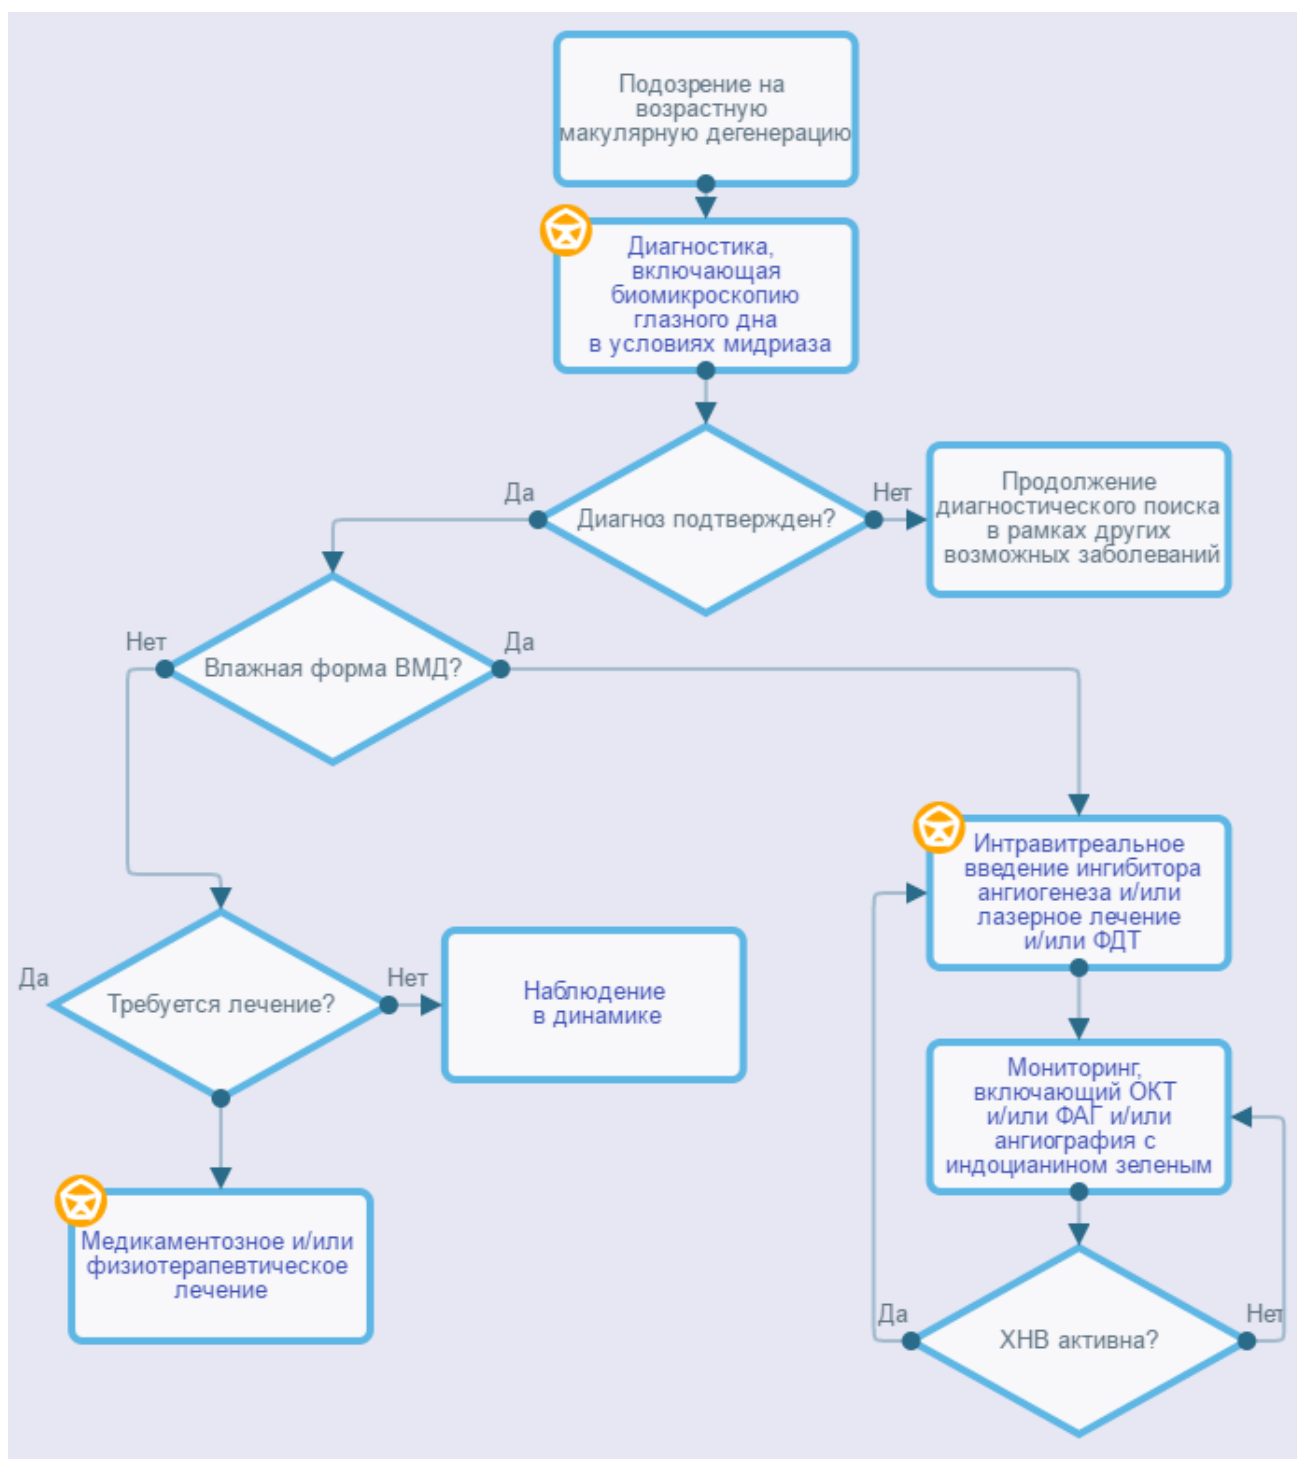 Подозрение на
возрастную
макулярную дегенерацию
Диагностика,
включающая
биомикроскопию
глазного дна
в условиях мидриаза
Да
Диагноз подтвержден?
Нет
Продолжение
диагностического поиска
в рамках других
возможных заболеваний
Нет
Влажная форма ВМД?
Да
Интравитреальное
введение ингибитора
ангиогенеза и/или
лазерное лечение
и/или ФДТ
Да
Требуется лечение?
Нет
Наблюдение
в динамике
Мониторинг,
включающий ОКТ
и/или ФАГ и/или
ангиография с
индоцианином зеленым
Медикаментозное и/или
физиотерапевтическое
лечение
Да
ХНВ активна?
Нет